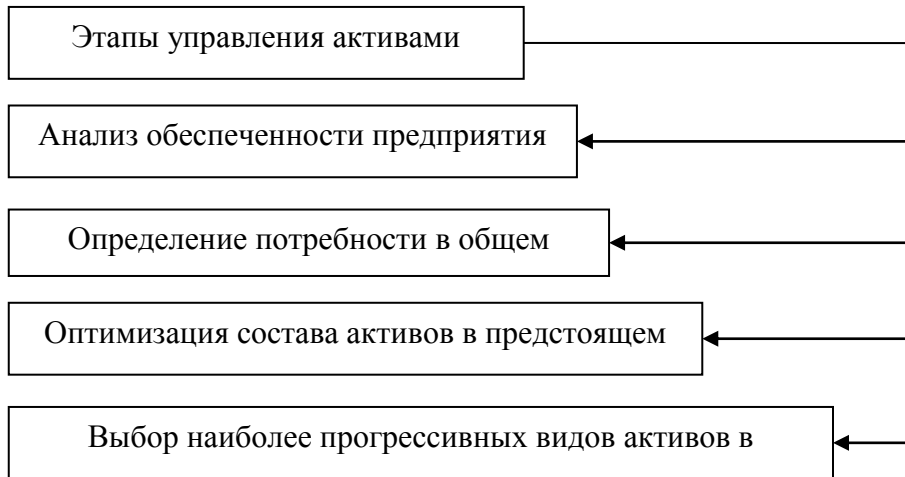 Этапы управления активами
Анализ обеспеченности предприятия
Определение потребности в общем
Оптимизация состава активов в предстоящем
Выбор наиболее прогрессивных видов активов в